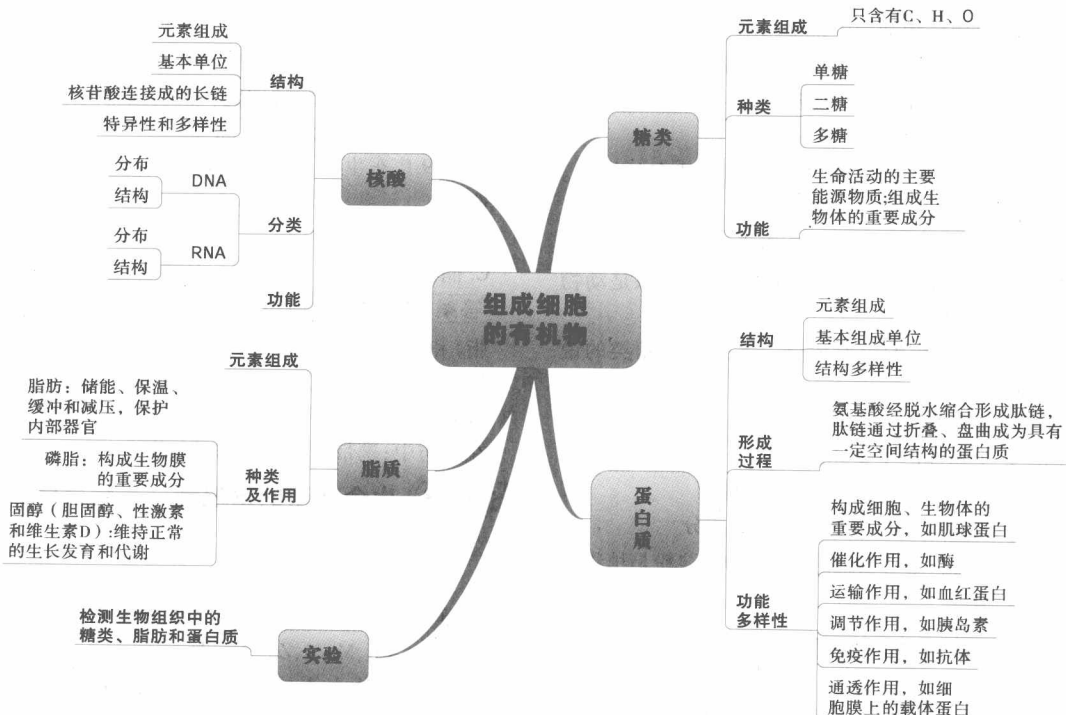 组成细胞
的有机物
糖类
元素组成
只含有C、H、O
种类
单糖
二糖
多糖
功能
生命活动的主要
能源物质;组成生
物体的重要成分
蛋白质
结构
元素组成
基本组成单位
结构多样性
形成
过程
氨基酸经脱水缩合形成肽链，
肽链通过折叠、盘曲成为具有
一定空间结构的蛋白质
功能
多样性
构成细胞、生物体的
重要成分，如肌球蛋白
催化作用，如酶
运输作用，如血红蛋白
调节作用，如胰岛素
免疫作用，如抗体
通透作用，如细
胞膜上的载体蛋白
核酸
结构
元素组成
基本单位
核苷酸连接成的长链
特异性和多样性
分类
DNA
分布
结构
RNA
分布
结构
功能
脂质
元素组成
种类
及作用
脂肪：储能、保温、
缓冲和减压，保护
内部器官
磷脂：构成生物膜
的重要成分
固醇（胆固醇、性激素
和维生素D）:维持正常
的生长发育和代谢
实验
检测生物组织中的
糖类、脂肪和蛋白质